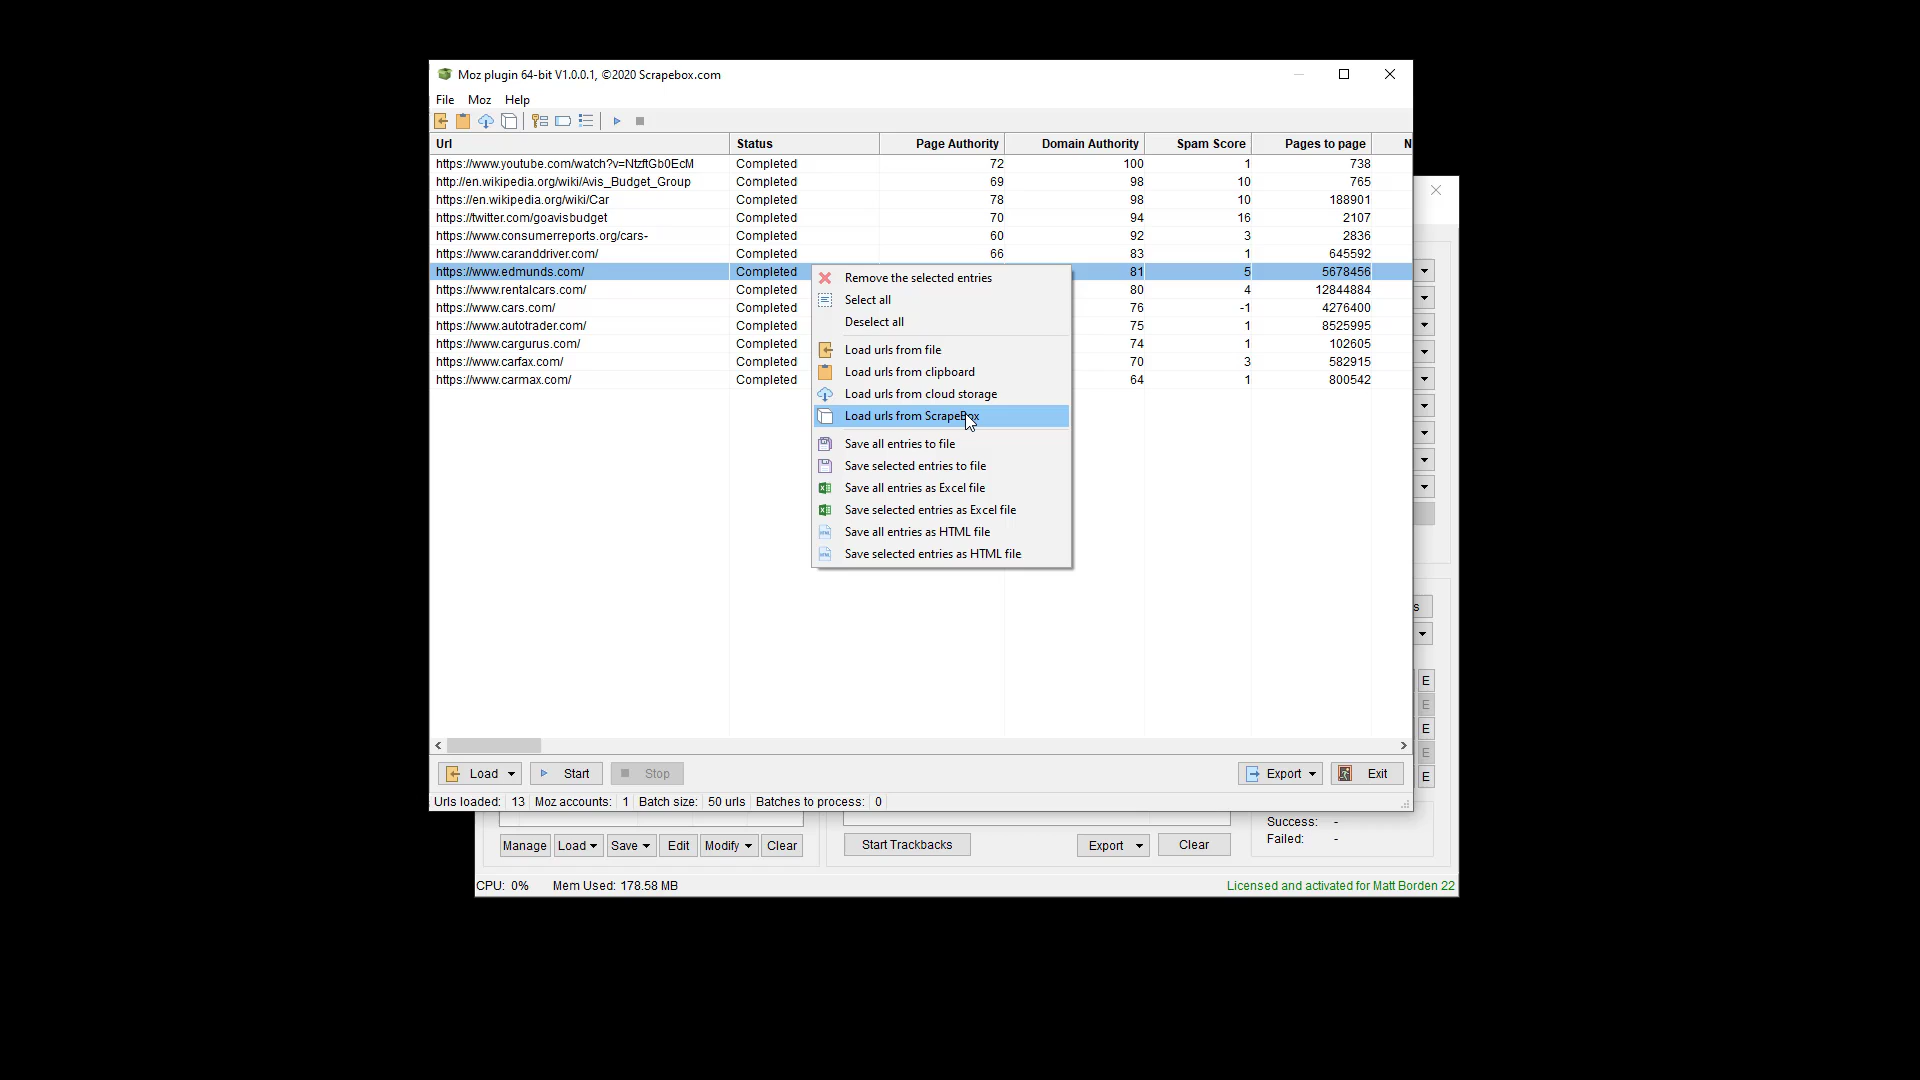 Moz plugin 64-bit V1.0.0.1, ©2020 Scrapebox.com
File Moz Help
Url Status Page Authority Domain Authority Spam Score Pages to page N
https://www.youtube.com/watch?v=NtzftGb0EcM Completed 72 100 1 738
http://en.wikipedia.org/wiki/Avis_Budget_Group Completed 69 98 10 765
https://en.wikipedia.org/wiki/Car Completed 78 98 10 188901
https://twitter.com/goavisbudget Completed 70 94 16 2107
https://www.consumerreports.org/cars- Completed 60 92 3 2836
https://www.caranddriver.com/ Completed 66 83 1 645592
https://www.edmunds.com/ Completed 81 5 5678456
https://www.rentalcars.com/ Completed 80 4 12844884
https://www.cars.com/ Completed 76 -1 4276400
https://www.autotrader.com/ Completed 75 1 8525995
https://www.cargurus.com/ Completed 74 1 102605
https://www.carfax.com/ Completed 70 3 582915
https://www.carmax.com/ Completed 64 1 800542
Remove the selected entries
Select all
Deselect all
Load urls from file
Load urls from clipboard
Load urls from cloud storage
Load urls from ScrapeBox
Save all entries to file
Save selected entries to file
Save all entries as Excel file
Save selected entries as Excel file
Save all entries as HTML file
Save selected entries as HTML file
s
E
E
E
E
E
Load Start Stop Export Exit
Urls loaded: 13 Moz accounts: 1 Batch size: 50 urls Batches to process: 0
Success: -
Failed: -
Manage Load Save Edit Modify Clear Start Trackbacks Export Clear
CPU: 0% Mem Used: 178.58 MB Licensed and activated for Matt Borden 22